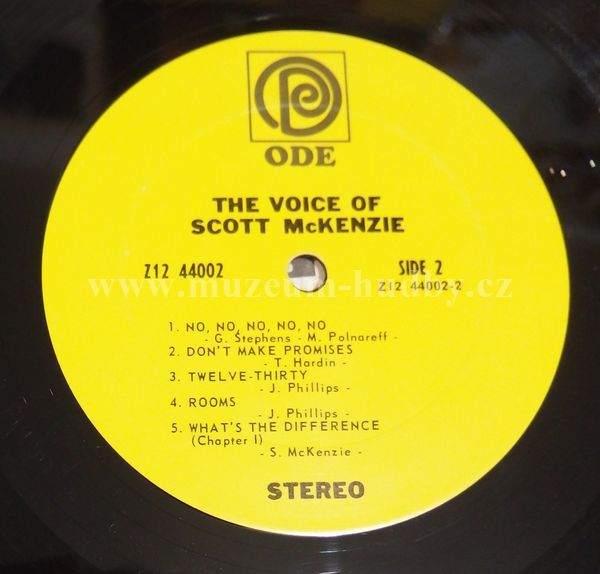 ODE
THE VOICE OF
SCOTT McKENZIE
Z12 44002
SIDE 2
Z12 44002-2
www.muzeum-hudby.cz
1. NO, NO, NO, NO, NO
- G. Stephens - M. Polnareff -
2. DON'T MAKE PROMISES
- T. Hardin -
3. TWELVE-THIRTY
- J. Phillips -
4. ROOMS
- J. Phillips -
5. WHAT'S THE DIFFERENCE
(Chapter I)
- S. McKenzie -
STEREO